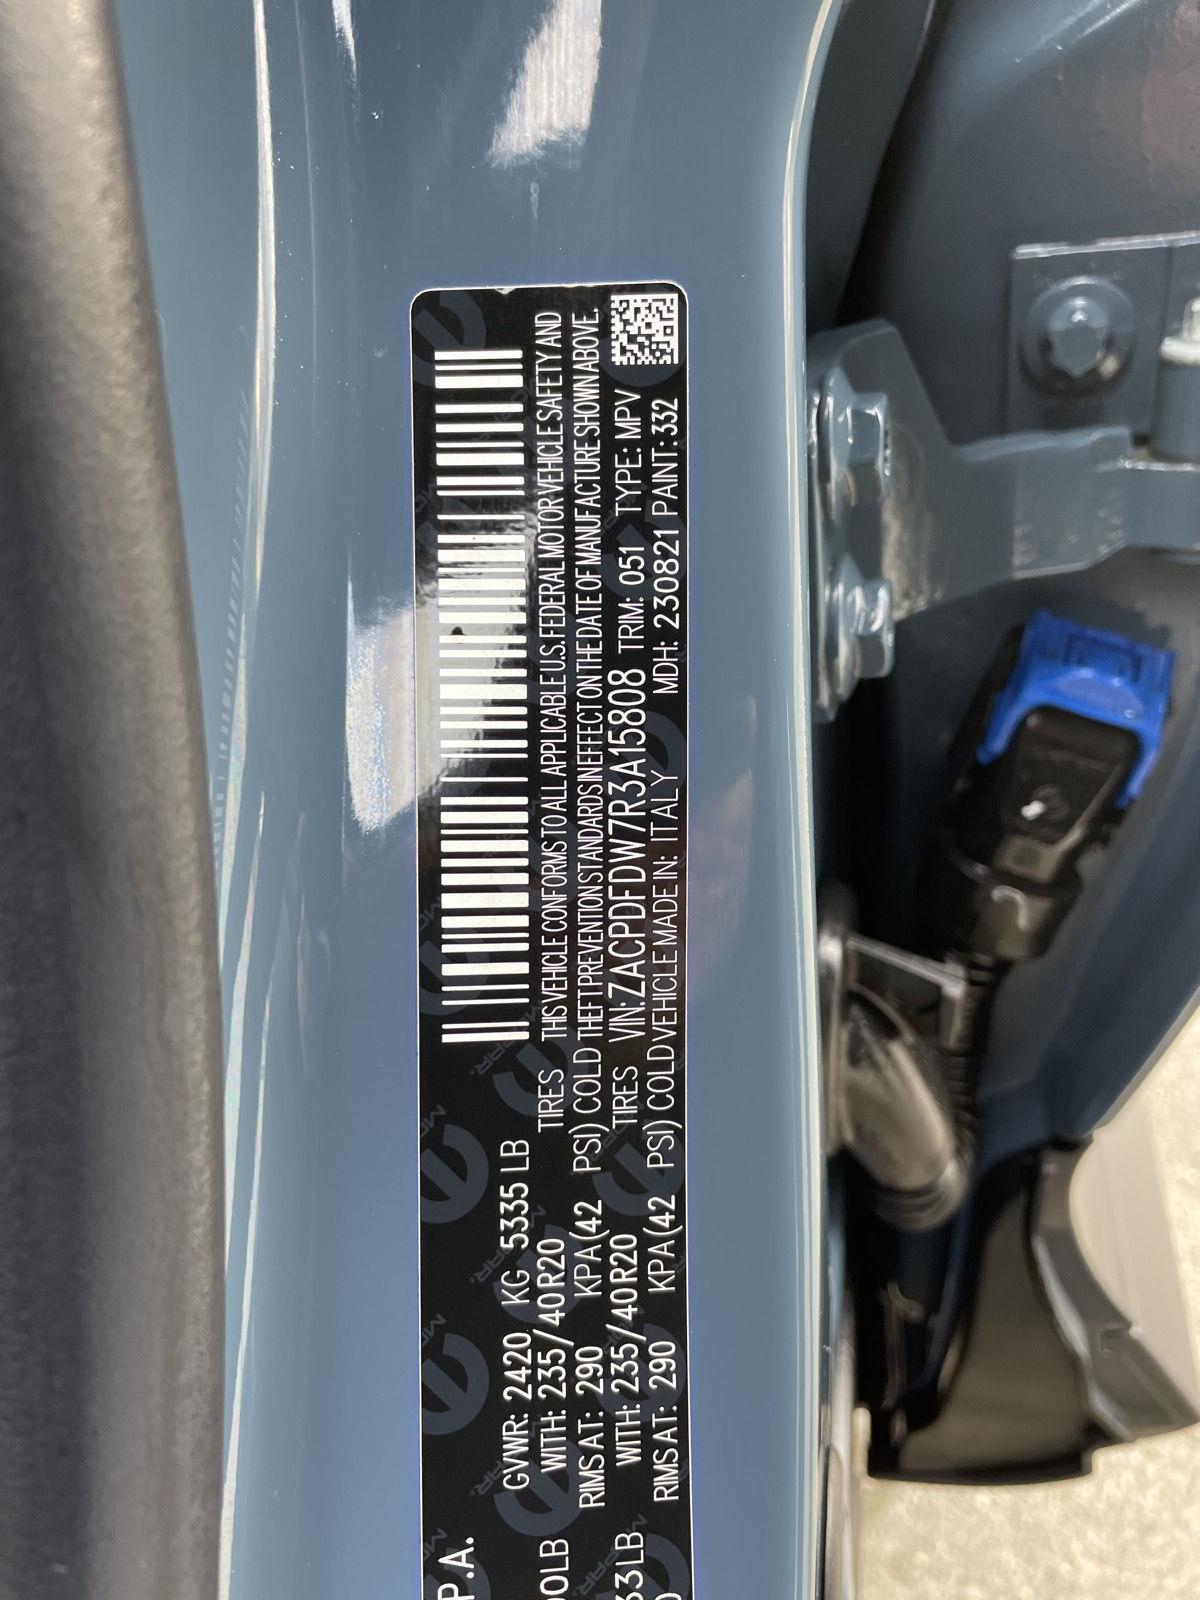 P.A.
GVWR: 2420 KG 5335 LB
00LB WITH: 235/40R20 TIRES THIS VEHICLE CONFORMS TO ALL APPLICABLE U.S. FEDERAL MOTOR VEHICLE SAFETY AND
RIMS AT: 290 KPA (42 PSI) COLD THEFT PREVENTION STANDARDS IN EFFECT ON THE DATE OF MANUFACTURE SHOWN ABOVE.
33LB WITH: 235/40R20 TIRES VIN: ZACPDFDW7R3A15808 TRIM: 051 TYPE: MPV
RIMS AT: 290 KPA (42 PSI) COLD VEHICLE MADE IN: ITALY MDH: 230821 PAINT: 332
MOPAR.